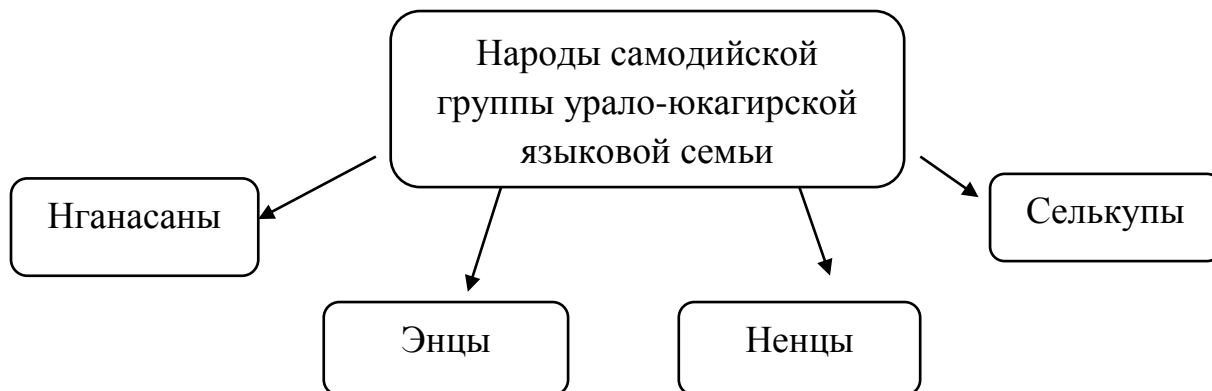 Народы самодийской
группы урало-юкагирской
языковой семьи
Нганасаны
Селькупы
Энцы
Ненцы